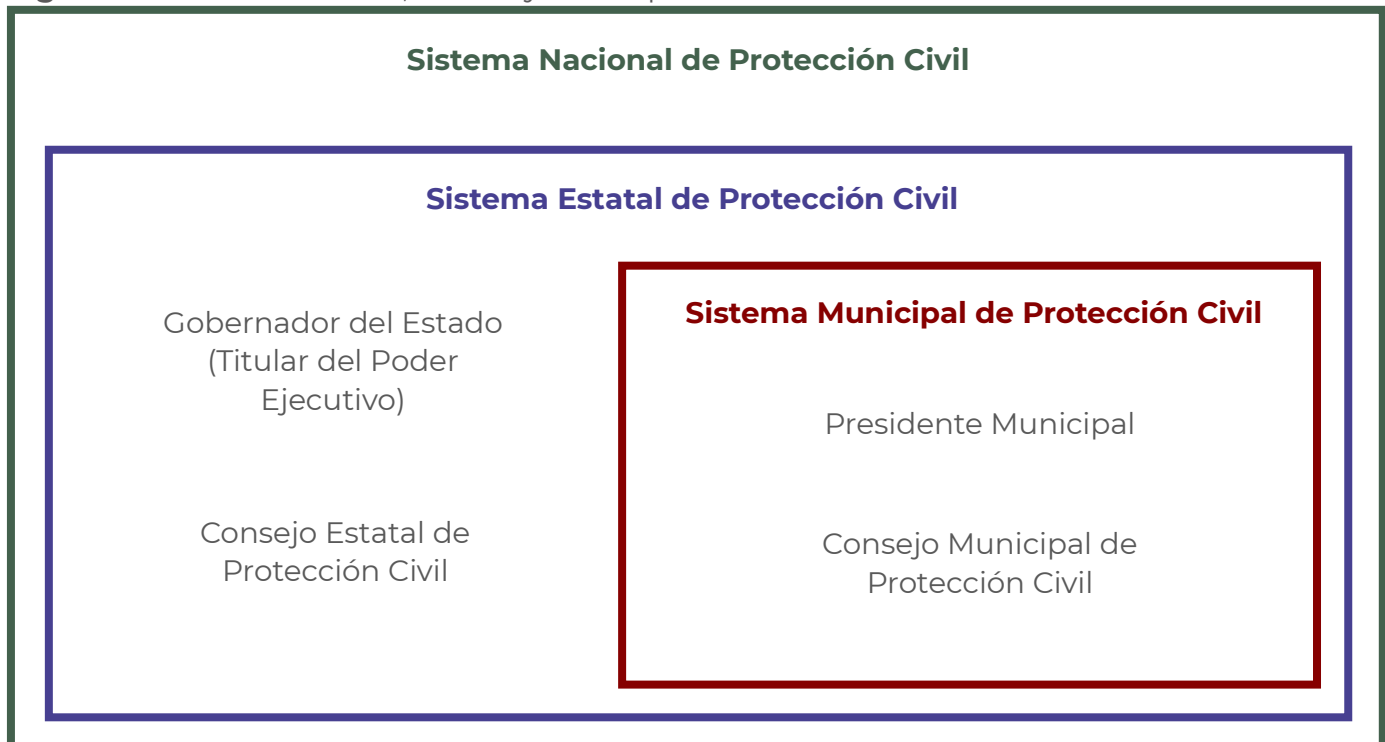 Sistema Nacional de Protección Civil
Sistema Estatal de Protección Civil
Gobernador del Estado
(Titular del Poder
Ejecutivo)
Consejo Estatal de
Protección Civil
Sistema Municipal de Protección Civil
Presidente Municipal
Consejo Municipal de
Protección Civil